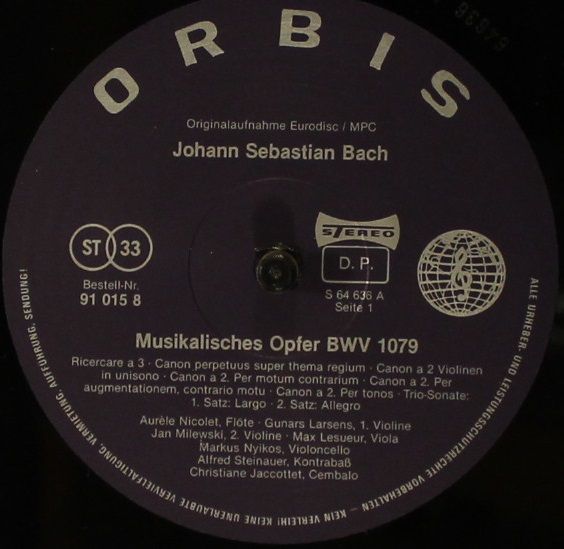 ORBIS
Originalaufnahme Eurodisc / MPC
Johann Sebastian Bach
ST 33
STEREO
D. P.
Bestell-Nr.
91 015 8
S 64 636 A
Seite 1
Musikalisches Opfer BWV 1079
Ricercare a 3 · Canon perpetuus super thema regium · Canon a 2 Violinen
in unisono · Canon a 2. Per motum contrarium · Canon a 2. Per
augmentationem, contrario motu · Canon a 2. Per tonos · Trio-Sonate:
1. Satz: Largo · 2. Satz: Allegro
Aurèle Nicolet, Flöte · Gunars Larsens, 1. Violine
Jan Milewski, 2. Violine · Max Lesueur, Viola
Markus Nyikos, Violoncello
Alfred Steinauer, Kontrabaß
Christiane Jaccottet, Cembalo
ALLE URHEBER- UND LEISTUNGSSCHUTZRECHTE VORBEHALTEN – KEIN VERLEIH! KEINE UNERLAUBTE VERVIELFÄLTIGUNG, VERMIETUNG, AUFFÜHRUNG, SENDUNG!